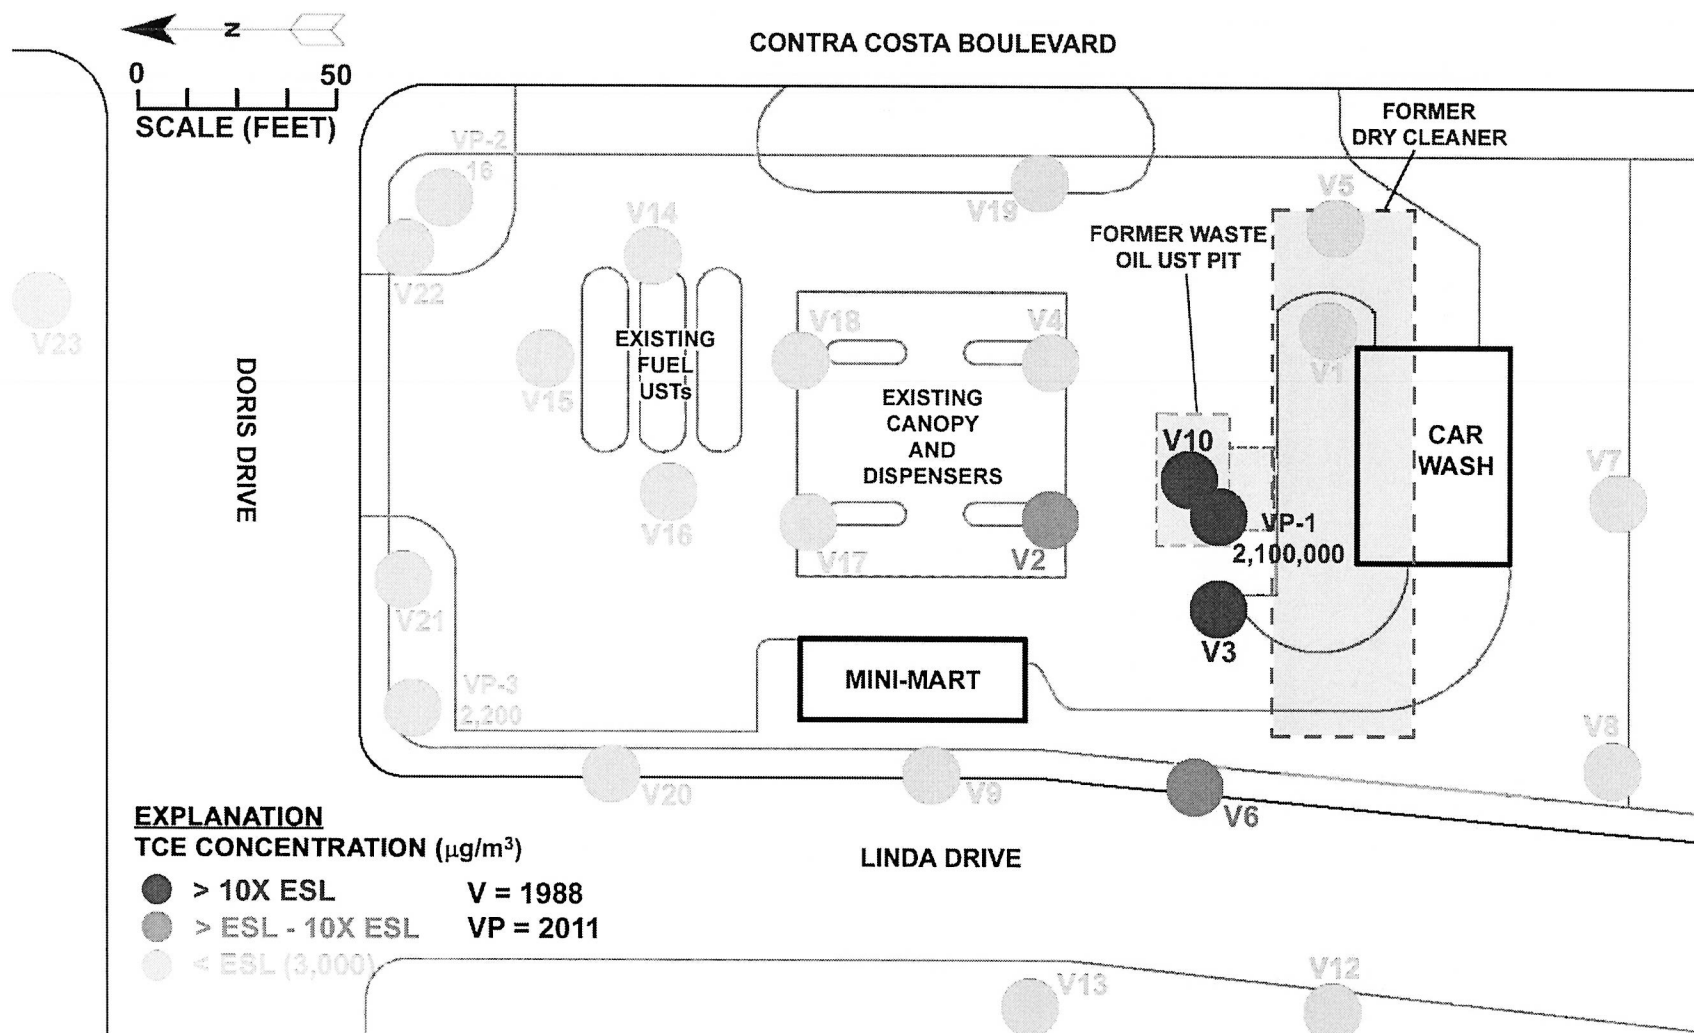 N
CONTRA COSTA BOULEVARD
0 50
SCALE (FEET)
FORMER
DRY CLEANER
VP-2
16
V5
V14
V19
FORMER WASTE
OIL UST PIT
V22
V23
V18
V4
EXISTING
FUEL
USTs
V1
DORIS DRIVE
V15
EXISTING
CANOPY
AND
DISPENSERS
V10
CAR
WASH
V7
V16
VP-1
2,100,000
V17
V2
V21
V3
VP-3
2,200
MINI-MART
V8
V20
V9
V6
EXPLANATION
TCE CONCENTRATION (µg/m³)
LINDA DRIVE
> 10X ESL V = 1988
> ESL - 10X ESL VP = 2011
< ESL (3,000)
V13
V12